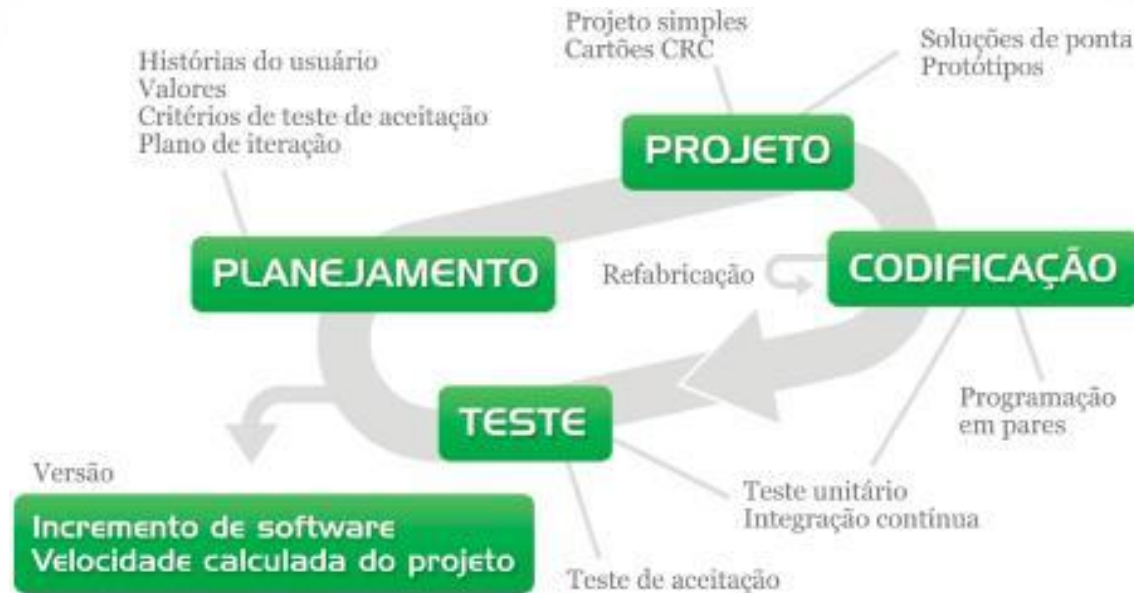 Projeto simples
Cartões CRC
Soluções de ponta
Protótipos
Histórias do usuário
Valores
Critérios de teste de aceitação
Plano de iteração
PROJETO
PLANEJAMENTO
Refabricação
CODIFICAÇÃO
TESTE
Programação
em pares
Versão
Incremento de software
Velocidade calculada do projeto
Teste unitário
Integração contínua
Teste de aceitação